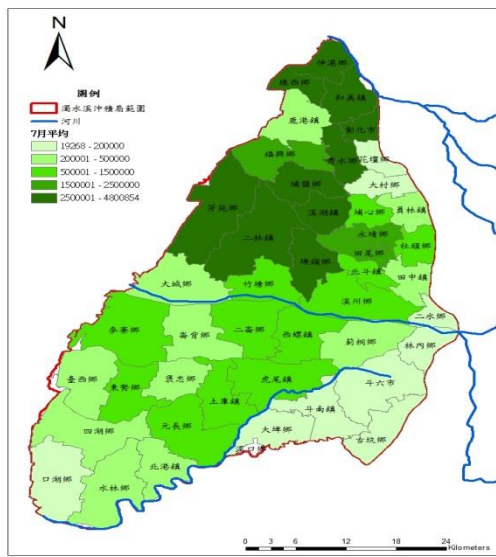 N
圖例
濁水溪沖積扇範圍
河川
7月平均
19268 - 200000
200001 - 500000
500001 - 1500000
1500001 - 2500000
2500001 - 4800854
伸港鄉
線西鄉
和美鎮
鹿港鎮
彰化市
福興鄉
秀水鄉
花壇鄉
埔鹽鄉
大村鄉
芳苑鄉
溪湖鎮
埔心鄉
員林鎮
二林鎮
永靖鄉
社頭鄉
埤頭鄉
田尾鄉
北斗鎮
田中鎮
大城鄉
竹塘鄉
溪州鄉
二水鄉
麥寮鄉
崙背鄉
二崙鄉
西螺鎮
莿桐鄉
林內鄉
臺西鄉
東勢鄉
褒忠鄉
虎尾鎮
斗六市
土庫鎮
四湖鄉
元長鄉
斗南鎮
大埤鄉
古坑鄉
北港鎮
口湖鄉
水林鄉
0 3 6 12 18 24
Kilometers